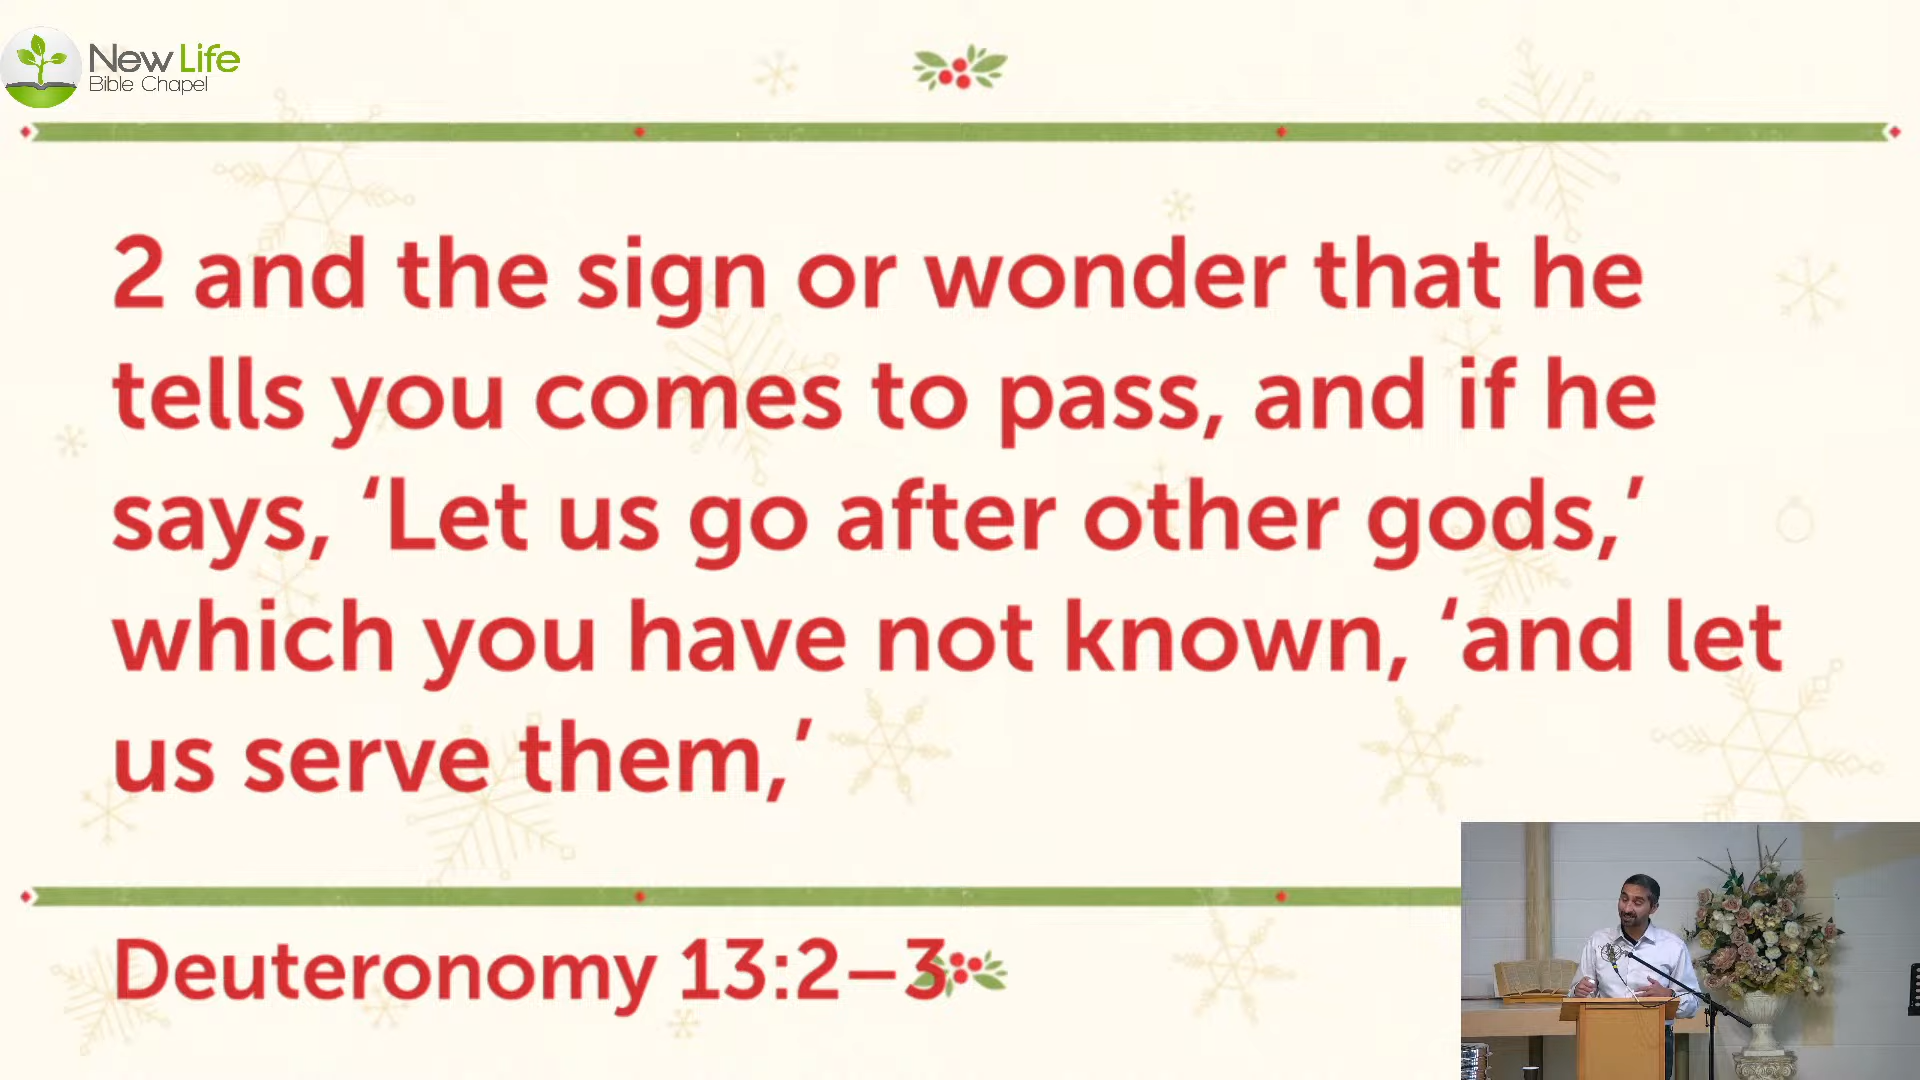 New Life
Bible Chapel
2 and the sign or wonder that he
tells you comes to pass, and if he
says, ‘Let us go after other gods,’
which you have not known, ‘and let
us serve them,’
Deuteronomy 13:2–3